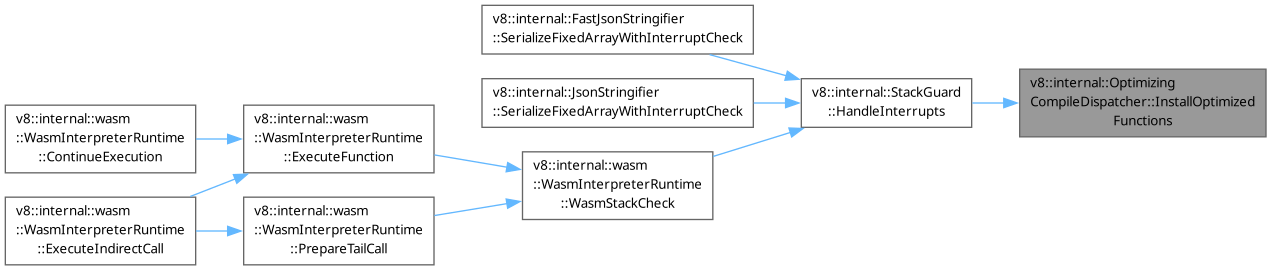 v8::internal::FastJsonStringifier
::SerializeFixedArrayWithInterruptCheck
v8::internal::JsonStringifier
::SerializeFixedArrayWithInterruptCheck
v8::internal::StackGuard
::HandleInterrupts
v8::internal::Optimizing
CompileDispatcher::InstallOptimized
Functions
v8::internal::wasm
::WasmInterpreterRuntime
::ContinueExecution
v8::internal::wasm
::WasmInterpreterRuntime
::ExecuteFunction
v8::internal::wasm
::WasmInterpreterRuntime
::WasmStackCheck
v8::internal::wasm
::WasmInterpreterRuntime
::ExecuteIndirectCall
v8::internal::wasm
::WasmInterpreterRuntime
::PrepareTailCall